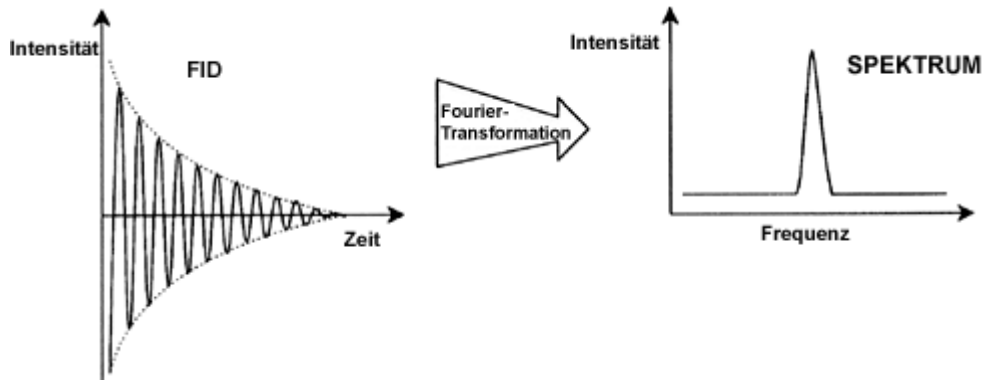 Intensität
FID
Zeit
Fourier-
Transformation
Intensität
SPEKTRUM
Frequenz